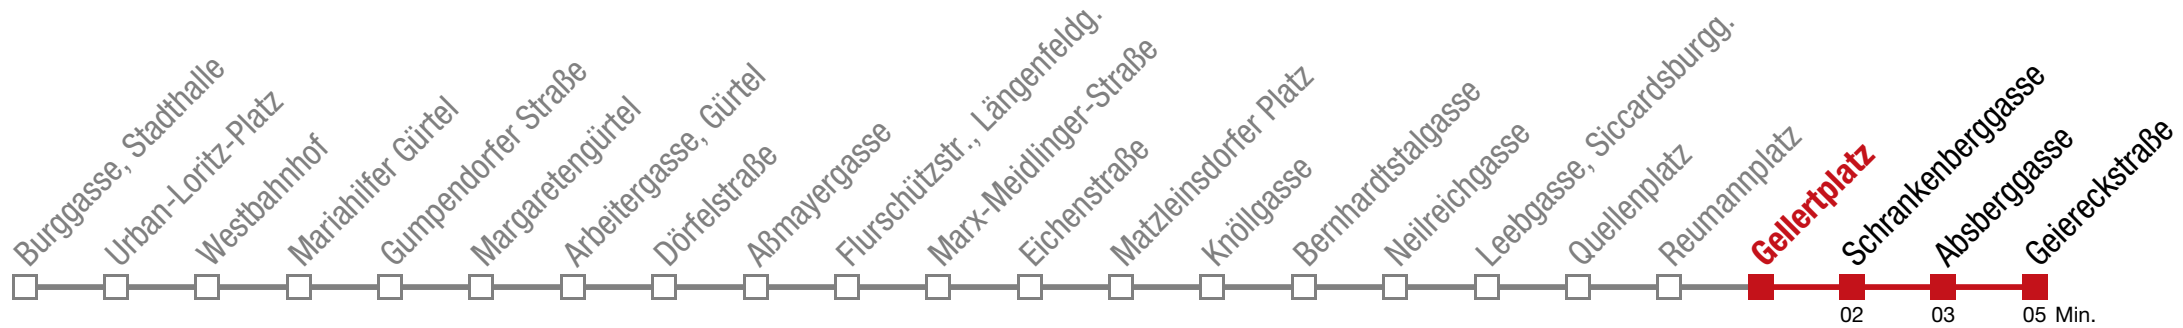 Burggasse, Stadthalle
Urban-Loritz-Platz
Westbahnhof
Mariahilfer Gürtel
Gumpendorfer Straße
Margaretengürtel
Arbeitergasse, Gürtel
Dörfelstraße
Aßmayergasse
Flurschützstr., Längenfeldg.
Marx-Meidlinger-Straße
Eichenstraße
Matzleinsdorfer Platz
Knöllgasse
Bernhardtstalgasse
Neilreichgasse
Leebgasse, Siccardsburgg.
Quellenplatz
Reumannplatz
Gellertplatz
Schrankenberggasse
Absberggasse
Geiereckstraße
02 03 05 Min.